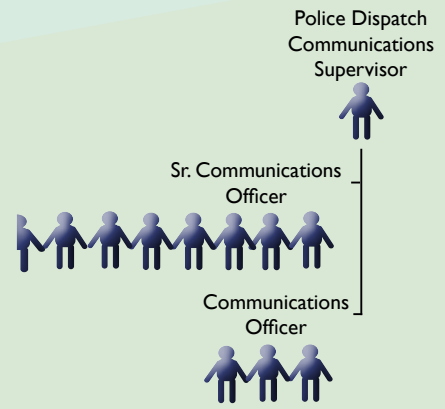 Police Dispatch
Communications
Supervisor
Sr. Communications
Officer
Communications
Officer